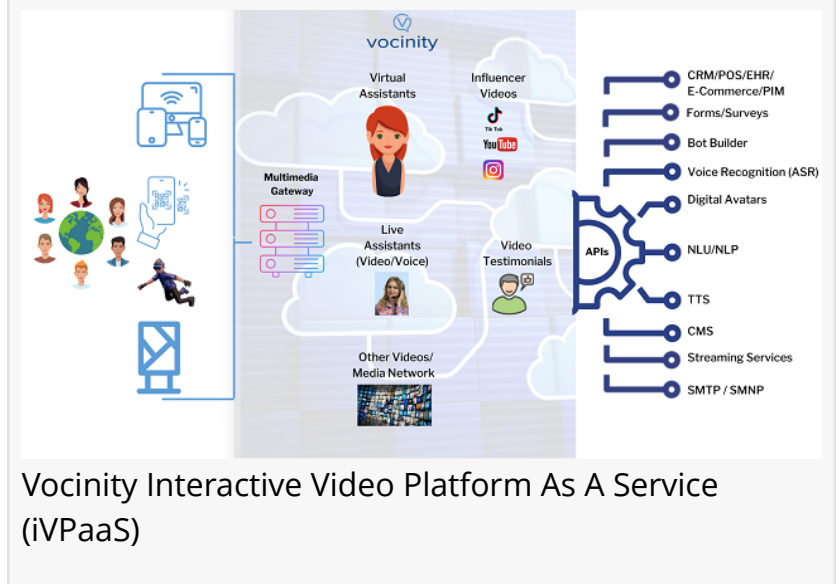 vocinity
Virtual
Assistants
Influencer
Videos
Tik Tok
YouTube
Multimedia
Gateway
Live
Assistants
(Video/Voice)
Video
Testimonials
Other Videos/
Media Network
APIs
CRM/POS/EHR/
E-Commerce/PIM
Forms/Surveys
Bot Builder
Voice Recognition (ASR)
Digital Avatars
NLU/NLP
TTS
CMS
Streaming Services
SMTP / SMNP
Vocinity Interactive Video Platform As A Service
(iVPaaS)